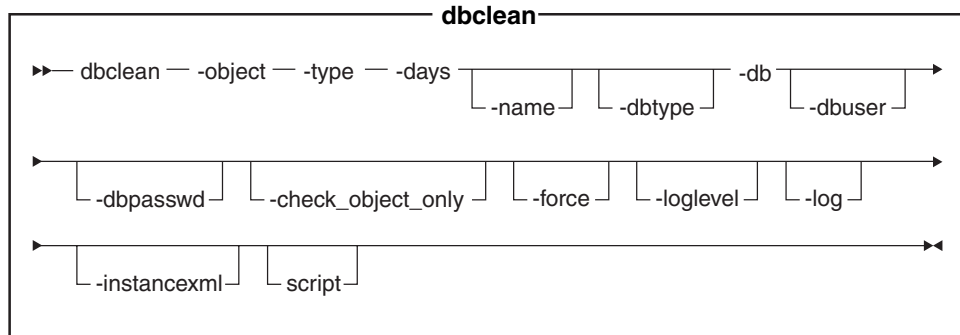 dbclean
dbclean -object -type -days -db
-name -dbtype -dbuser
-dbpasswd -check_object_only -force -loglevel -log
-instancexml script